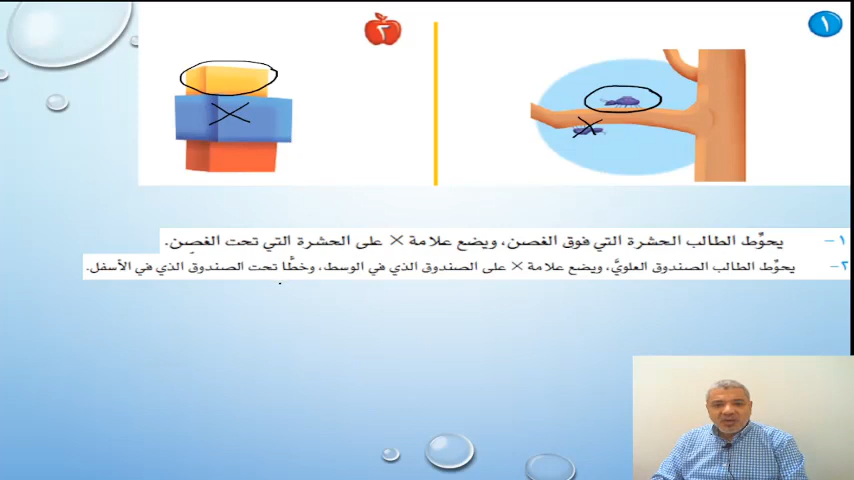 ١
٢
١- يحوِّط الطالب الحشرة التي فوق الغصن، ويضع علامة × على الحشرة التي تحت الغصن.
٢- يحوِّط الطالب الصندوق العلويَّ، ويضع علامة × على الصندوق الذي في الوسط، وخطًّا تحت الصندوق الذي في الأسفل.